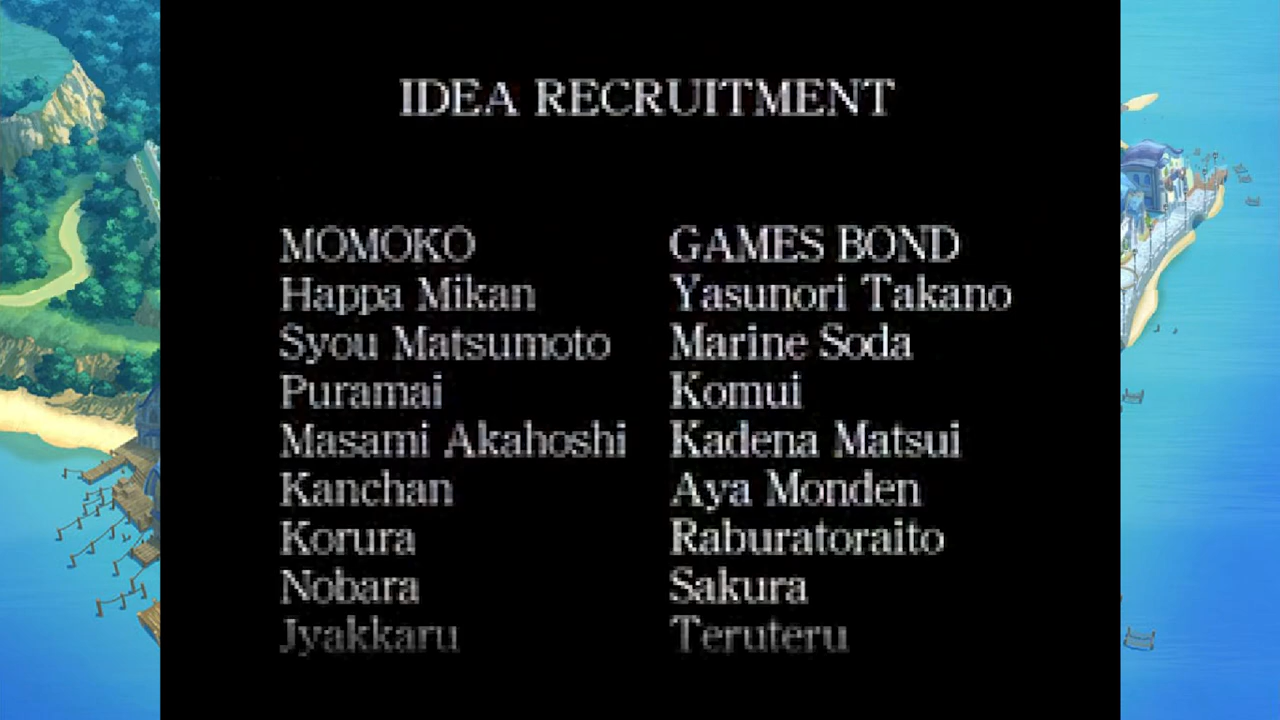 IDEA RECRUITMENT
MOMOKO
Happa Mikan
Syou Matsumoto
Puramai
Masami Akahoshi
Kanchan
Korura
Nobara
Jyakkaru
GAMES BOND
Yasunori Takano
Marine Soda
Komui
Kadena Matsui
Aya Monden
Raburatoraito
Sakura
Teruteru